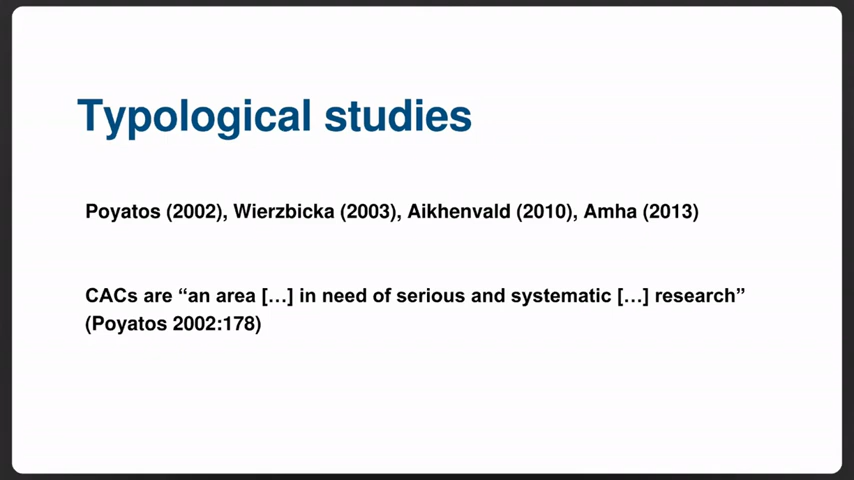 Typological studies
Poyatos (2002), Wierzbicka (2003), Aikhenvald (2010), Amha (2013)
CACs are “an area […] in need of serious and systematic […] research”
(Poyatos 2002:178)